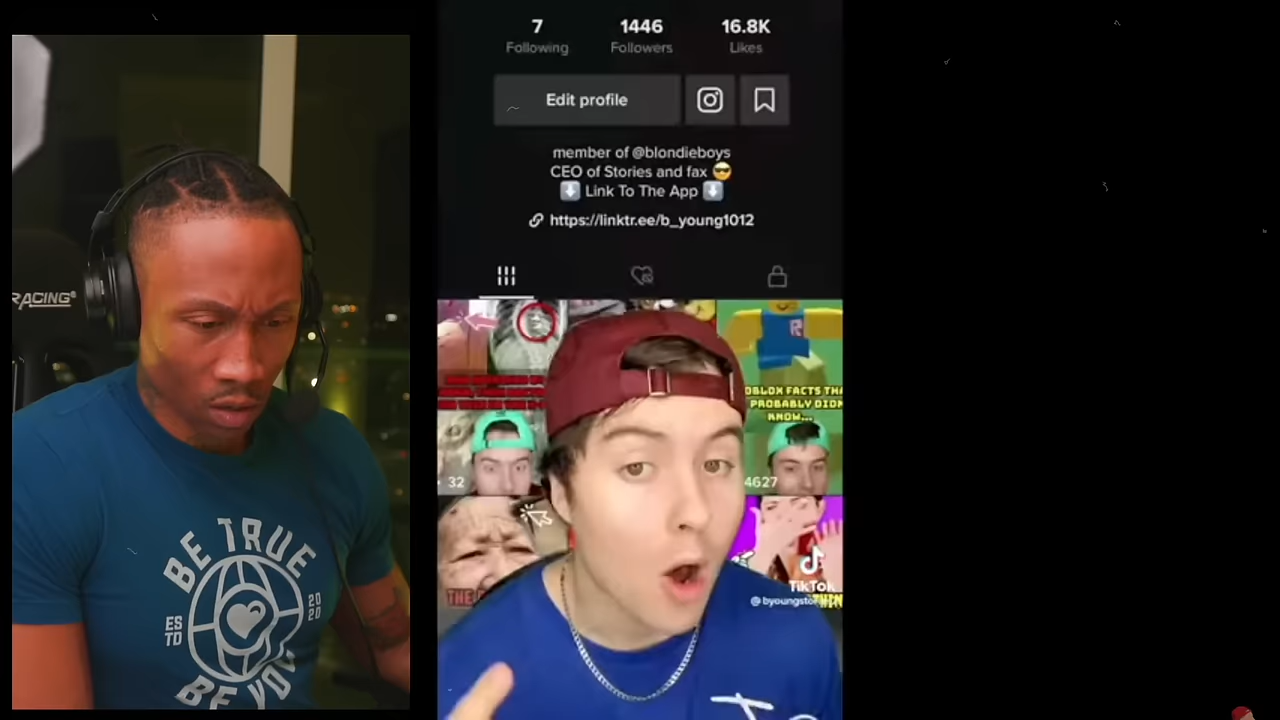 7
1446
16.8K
Following
Followers
Likes
Edit profile
member of @blondieboys
CEO of Stories and fax 😎
⬇️ Link To The App ⬇️
https://linktr.ee/b_young1012
RACING
BE TRUE
ESTD
2020
BE YOU
OBLOX FACTS THA
PROBABLY DIDN
KNOW...
32
4627
THE
TikTok
@byoungsto